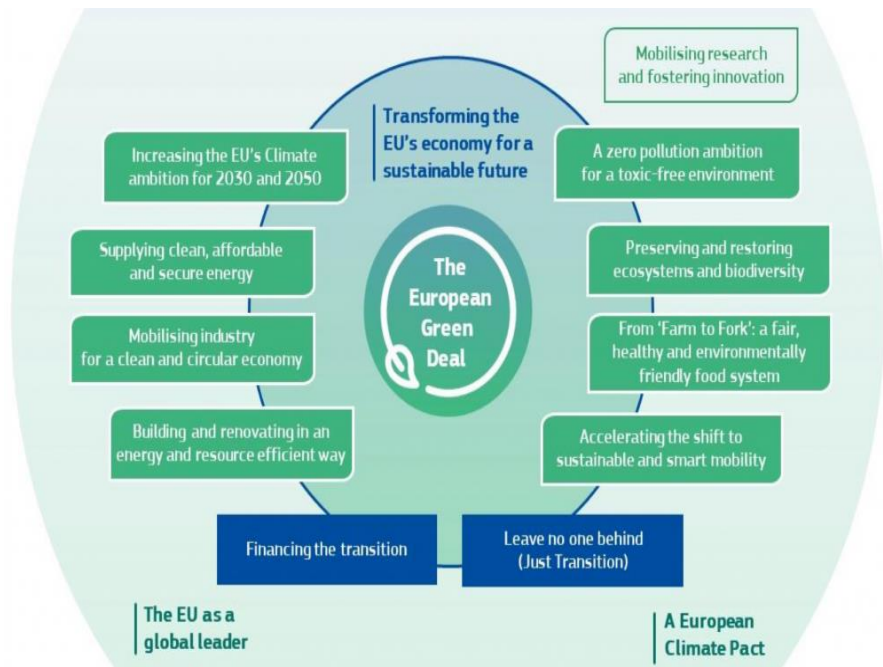 Mobilising research
and fostering innovation
Transforming the
EU's economy for a
sustainable future
Increasing the EU's Climate
ambition for 2030 and 2050
A zero pollution ambition
for a toxic-free environment
Supplying clean, affordable
and secure energy
Preserving and restoring
ecosystems and biodiversity
The
European
Green
Deal
Mobilising industry
for a clean and circular economy
From 'Farm to Fork': a fair,
healthy and environmentally
friendly food system
Building and renovating in an
energy and resource efficient way
Accelerating the shift to
sustainable and smart mobility
Financing the transition
Leave no one behind
(Just Transition)
The EU as a
global leader
A European
Climate Pact